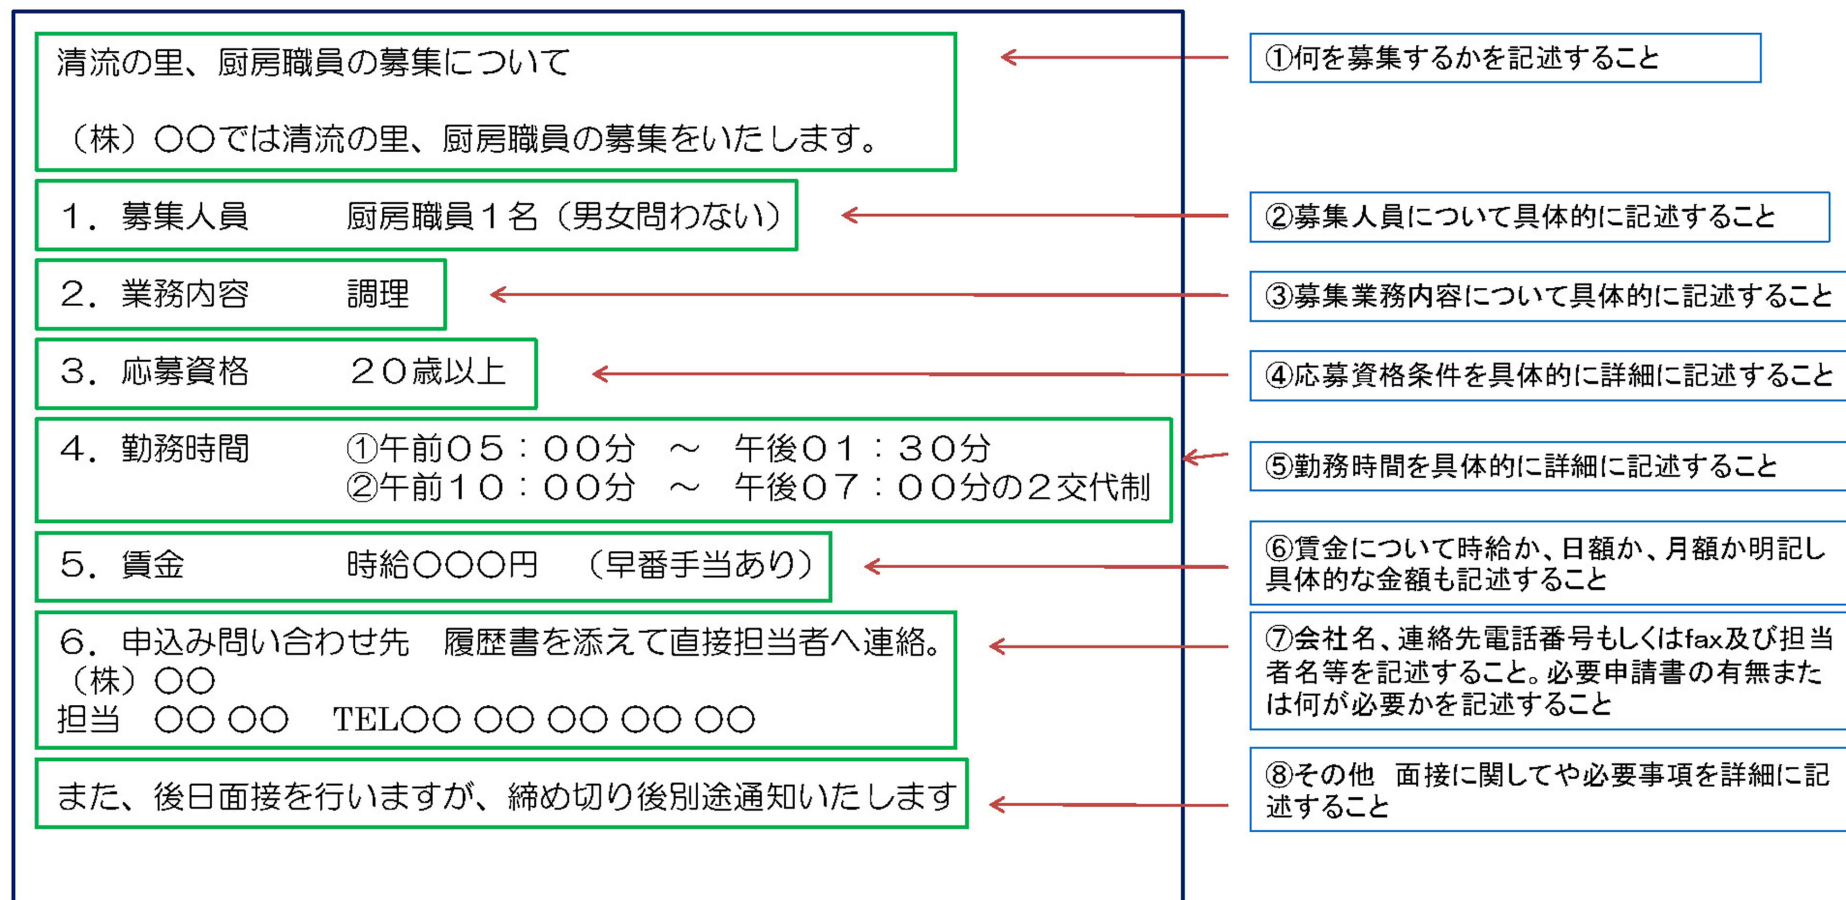 清流の里、厨房職員の募集について
（株）〇〇では清流の里、厨房職員の募集をいたします。
１．募集人員　　　厨房職員１名（男女問わない）
２．業務内容　　　調理
３．応募資格　　　２０歳以上
４．勤務時間　　　①午前０５：００分　～　午後０１：３０分
②午前１０：００分　～　午後０７：００分の２交代制
５．賃金　　　　　時給〇〇〇円　（早番手当あり）
６．申込み問い合わせ先　履歴書を添えて直接担当者へ連絡。
（株）〇〇
担当　〇〇 〇〇　TEL〇〇 〇〇 〇〇 〇〇 〇〇
また、後日面接を行いますが、締め切り後別途通知いたします
①何を募集するかを記述すること
②募集人員について具体的に記述すること
③募集業務内容について具体的に記述すること
④応募資格条件を具体的に詳細に記述すること
⑤勤務時間を具体的に詳細に記述すること
⑥賃金について時給か、日額か、月額か明記し
具体的な金額も記述すること
⑦会社名、連絡先電話番号もしくはfax及び担当
者名等を記述すること。必要申請書の有無また
は何が必要かを記述すること
⑧その他　面接に関してや必要事項を詳細に記
述すること